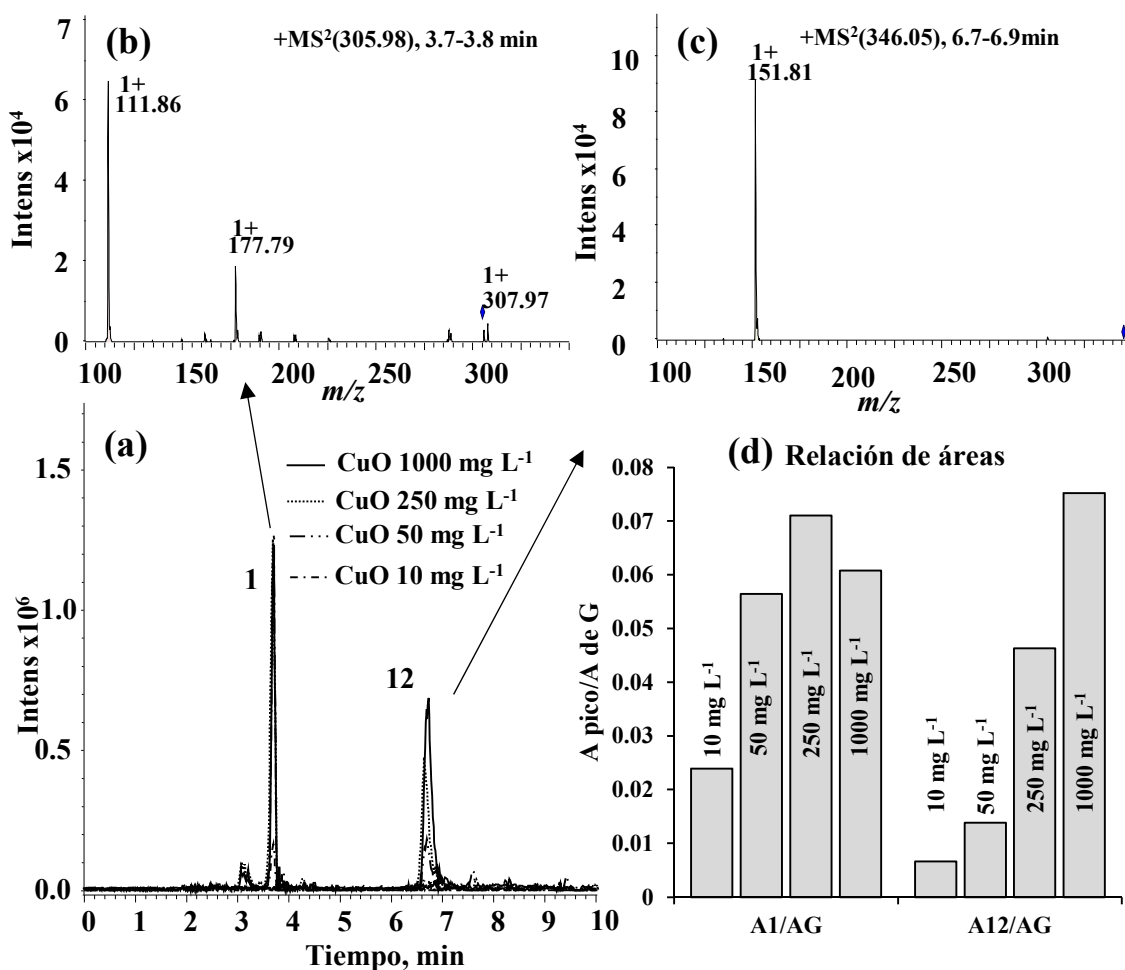 (b)
+MS²(305.98), 3.7-3.8 min
Intens x10⁴
7
6
4
2
0
1+
111.86
1+
177.79
1+
307.97
100 150 200 250 300
m/z
(c)
+MS²(346.05), 6.7-6.9min
Intens x10⁴
10
8
6
4
2
0
1+
151.81
100 150 200 250 300
m/z
(a)
CuO 1000 mg L⁻¹
CuO 250 mg L⁻¹
CuO 50 mg L⁻¹
CuO 10 mg L⁻¹
Intens x10⁶
1.5
1.0
0.5
0.0
1
12
0 1 2 3 4 5 6 7 8 9 10
Tiempo, min
(d) Relación de áreas
A pico/A de G
0.08
0.07
0.06
0.05
0.04
0.03
0.02
0.01
0
10 mg L⁻¹
50 mg L⁻¹
250 mg L⁻¹
1000 mg L⁻¹
10 mg L⁻¹
50 mg L⁻¹
250 mg L⁻¹
1000 mg L⁻¹
A1/AG A12/AG